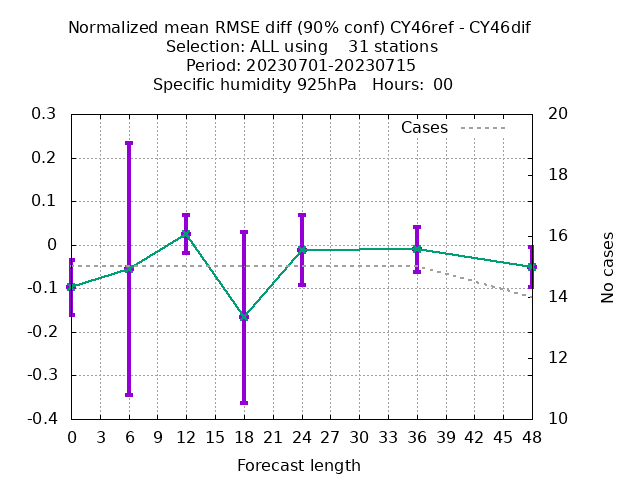 Normalized mean RMSE diff (90% conf) CY46ref - CY46dif
Selection: ALL using    31 stations
Period: 20230701-20230715
Specific humidity 925hPa   Hours:  00
Cases
0.3
0.2
0.1
0
-0.1
-0.2
-0.3
-0.4
20
18
16
14
12
10
No cases
0 3 6 9 12 15 18 21 24 27 30 33 36 39 42 45 48
Forecast length